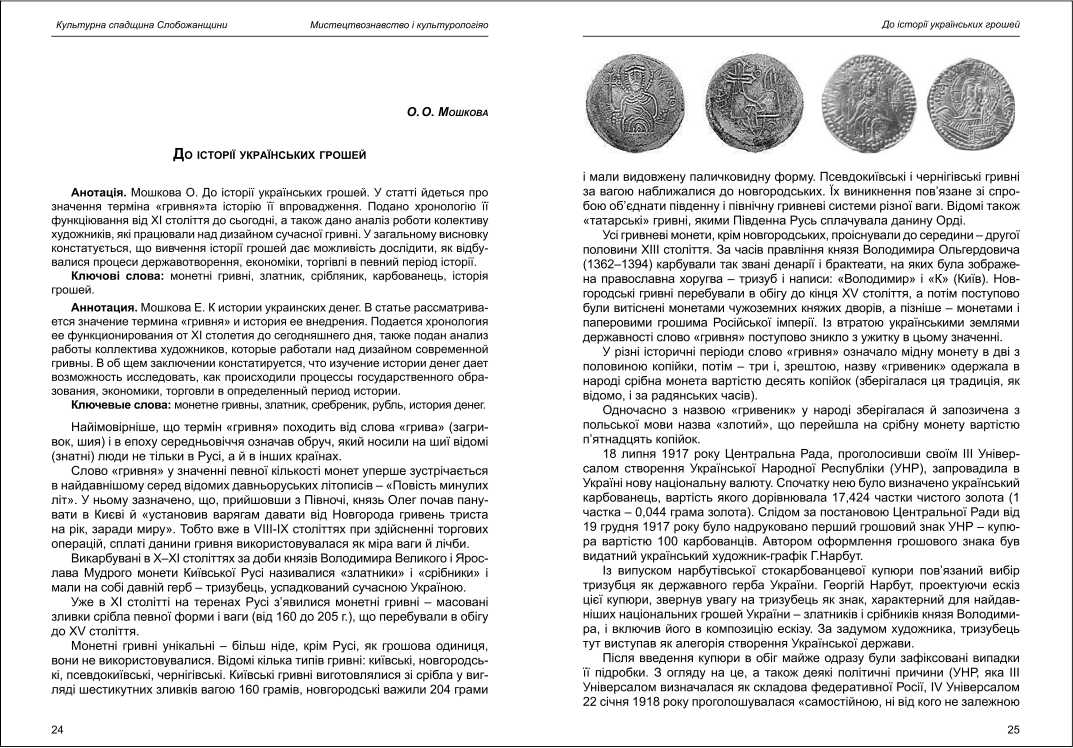 Культурна спадщина Слобожанщини Мистецтвознавство і культурологіяо
О. О. Мошкова
До історії українських грошей
Анотація. Мошкова О. До історії українських грошей. У статті йдеться про
значення терміна «гривня»та історію її впровадження. Подано хронологію її
функціювання від XI століття до сьогодні, а також дано аналіз роботи колективу
художників, які працювали над дизайном сучасної гривні. У загальному висновку
констатується, що вивчення історії грошей дає можливість дослідити, як відбу-
валися процеси державотворення, економіки, торгівлі в певний період історії.
Ключові слова: монетні гривні, златник, срібляник, карбованець, історія
грошей.
Аннотация. Мошкова Е. К истории украинских денег. В статье рассматрива-
ется значение термина «гривня» и история ее внедрения. Подается хронология
ее функционирования от XI столетия до сегодняшнего дня, также подан анализ
работы коллектива художников, которые работали над дизайном современной
гривны. В об щем заключении констатируется, что изучение истории денег дает
возможность исследовать, как происходили процессы государственного обра-
зования, экономики, торговли в определенный период истории.
Ключевые слова: монетне гривны, златник, сребреник, рубль, история денег.
Найімовірніше, що термін «гривня» походить від слова «грива» (загри-
вок, шия) і в епоху середньовіччя означав обруч, який носили на шиї відомі
(знатні) люди не тільки в Русі, а й в інших країнах.
Слово «гривня» у значенні певної кількості монет уперше зустрічається
в найдавнішому серед відомих давньоруських літописів – «Повість минулих
літ». У ньому зазначено, що, прийшовши з Півночі, князь Олег почав пану-
вати в Києві й «установив варягам давати від Новгорода гривень триста
на рік, заради миру». Тобто вже в VIII-IX століттях при здійсненні торгових
операцій, сплаті данини гривня використовувалася як міра ваги й лічби.
Викарбувані в X–XI століттях за доби князів Володимира Великого і Ярос-
лава Мудрого монети Київської Русі називалися «златники» і «срібники» і
мали на собі давній герб – тризубець, успадкований сучасною Україною.
Уже в XI столітті на теренах Русі з’явилися монетні гривні – масовані
зливки срібла певної форми і ваги (від 160 до 205 г.), що перебували в обігу
до XV століття.
Монетні гривні унікальні – більш ніде, крім Русі, як грошова одиниця,
вони не використовувалися. Відомі кілька типів гривні: київські, новгородсь-
кі, псевдокиївські, чернігівські. Київські гривні виготовлялися зі срібла у виг-
ляді шестикутних зливків вагою 160 грамів, новгородські важили 204 грами
24
До історії українських грошей
і мали видовжену паличковидну форму. Псевдокиївські і чернігівські гривні
за вагою наближалися до новгородських. Їх виникнення пов’язане зі спро-
бою об’єднати південну і північну гривневі системи різної ваги. Відомі також
«татарські» гривні, якими Південна Русь сплачувала данину Орді.
Усі гривневі монети, крім новгородських, проіснували до середини – другої
половини XIII століття. За часів правління князя Володимира Ольгердовича
(1362–1394) карбували так звані денарії і брактеати, на яких була зображе-
на православна хоругва – тризуб і написи: «Володимир» і «К» (Київ). Нов-
городські гривні перебували в обігу до кінця XV століття, а потім поступово
були витіснені монетами чужоземних княжих дворів, а пізніше – монетами і
паперовими грошима Російської імперії. Із втратою українськими землями
державності слово «гривня» поступово зникло з ужитку в цьому значенні.
У різні історичні періоди слово «гривня» означало мідну монету в дві з
половиною копійки, потім – три і, зрештою, назву «гривеник» одержала в
народі срібна монета вартістю десять копійок (зберігалася ця традиція, як
відомо, і за радянських часів).
Одночасно з назвою «гривеник» у народі зберігалася й запозичена з
польської мови назва «злотий», що перейшла на срібну монету вартістю
п’ятнадцять копійок.
18 липня 1917 року Центральна Рада, проголосивши своїм III Універ-
салом створення Української Народної Республіки (УНР), запровадила в
Україні нову національну валюту. Спочатку нею було визначено український
карбованець, вартість якого дорівнювала 17,424 частки чистого золота (1
частка – 0,044 грама золота). Слідом за постановою Центральної Ради від
19 грудня 1917 року було надруковано перший грошовий знак УНР – купю-
ра вартістю 100 карбованців. Автором оформлення грошового знака був
видатний український художник-графік Г.Нарбут.
Із випуском нарбутівської стокарбованцевої купюри пов’язаний вибір
тризубця як державного герба України. Георгій Нарбут, проектуючи ескіз
цієї купюри, звернув увагу на тризубець як знак, характерний для найдав-
ніших національних грошей України – златників і срібників князя Володими-
ра, і включив його в композицію ескізу. За задумом художника, тризубець
тут виступав як алегорія створення Української держави.
Після введення купюри в обіг майже одразу були зафіксовані випадки
її підробки. З огляду на це, а також деякі політичні причини (УНР, яка III
Універсалом визначалася як складова федеративної Росії, IV Універсалом
22 січня 1918 року проголошувалася «самостійною, ні від кого не залежною
25